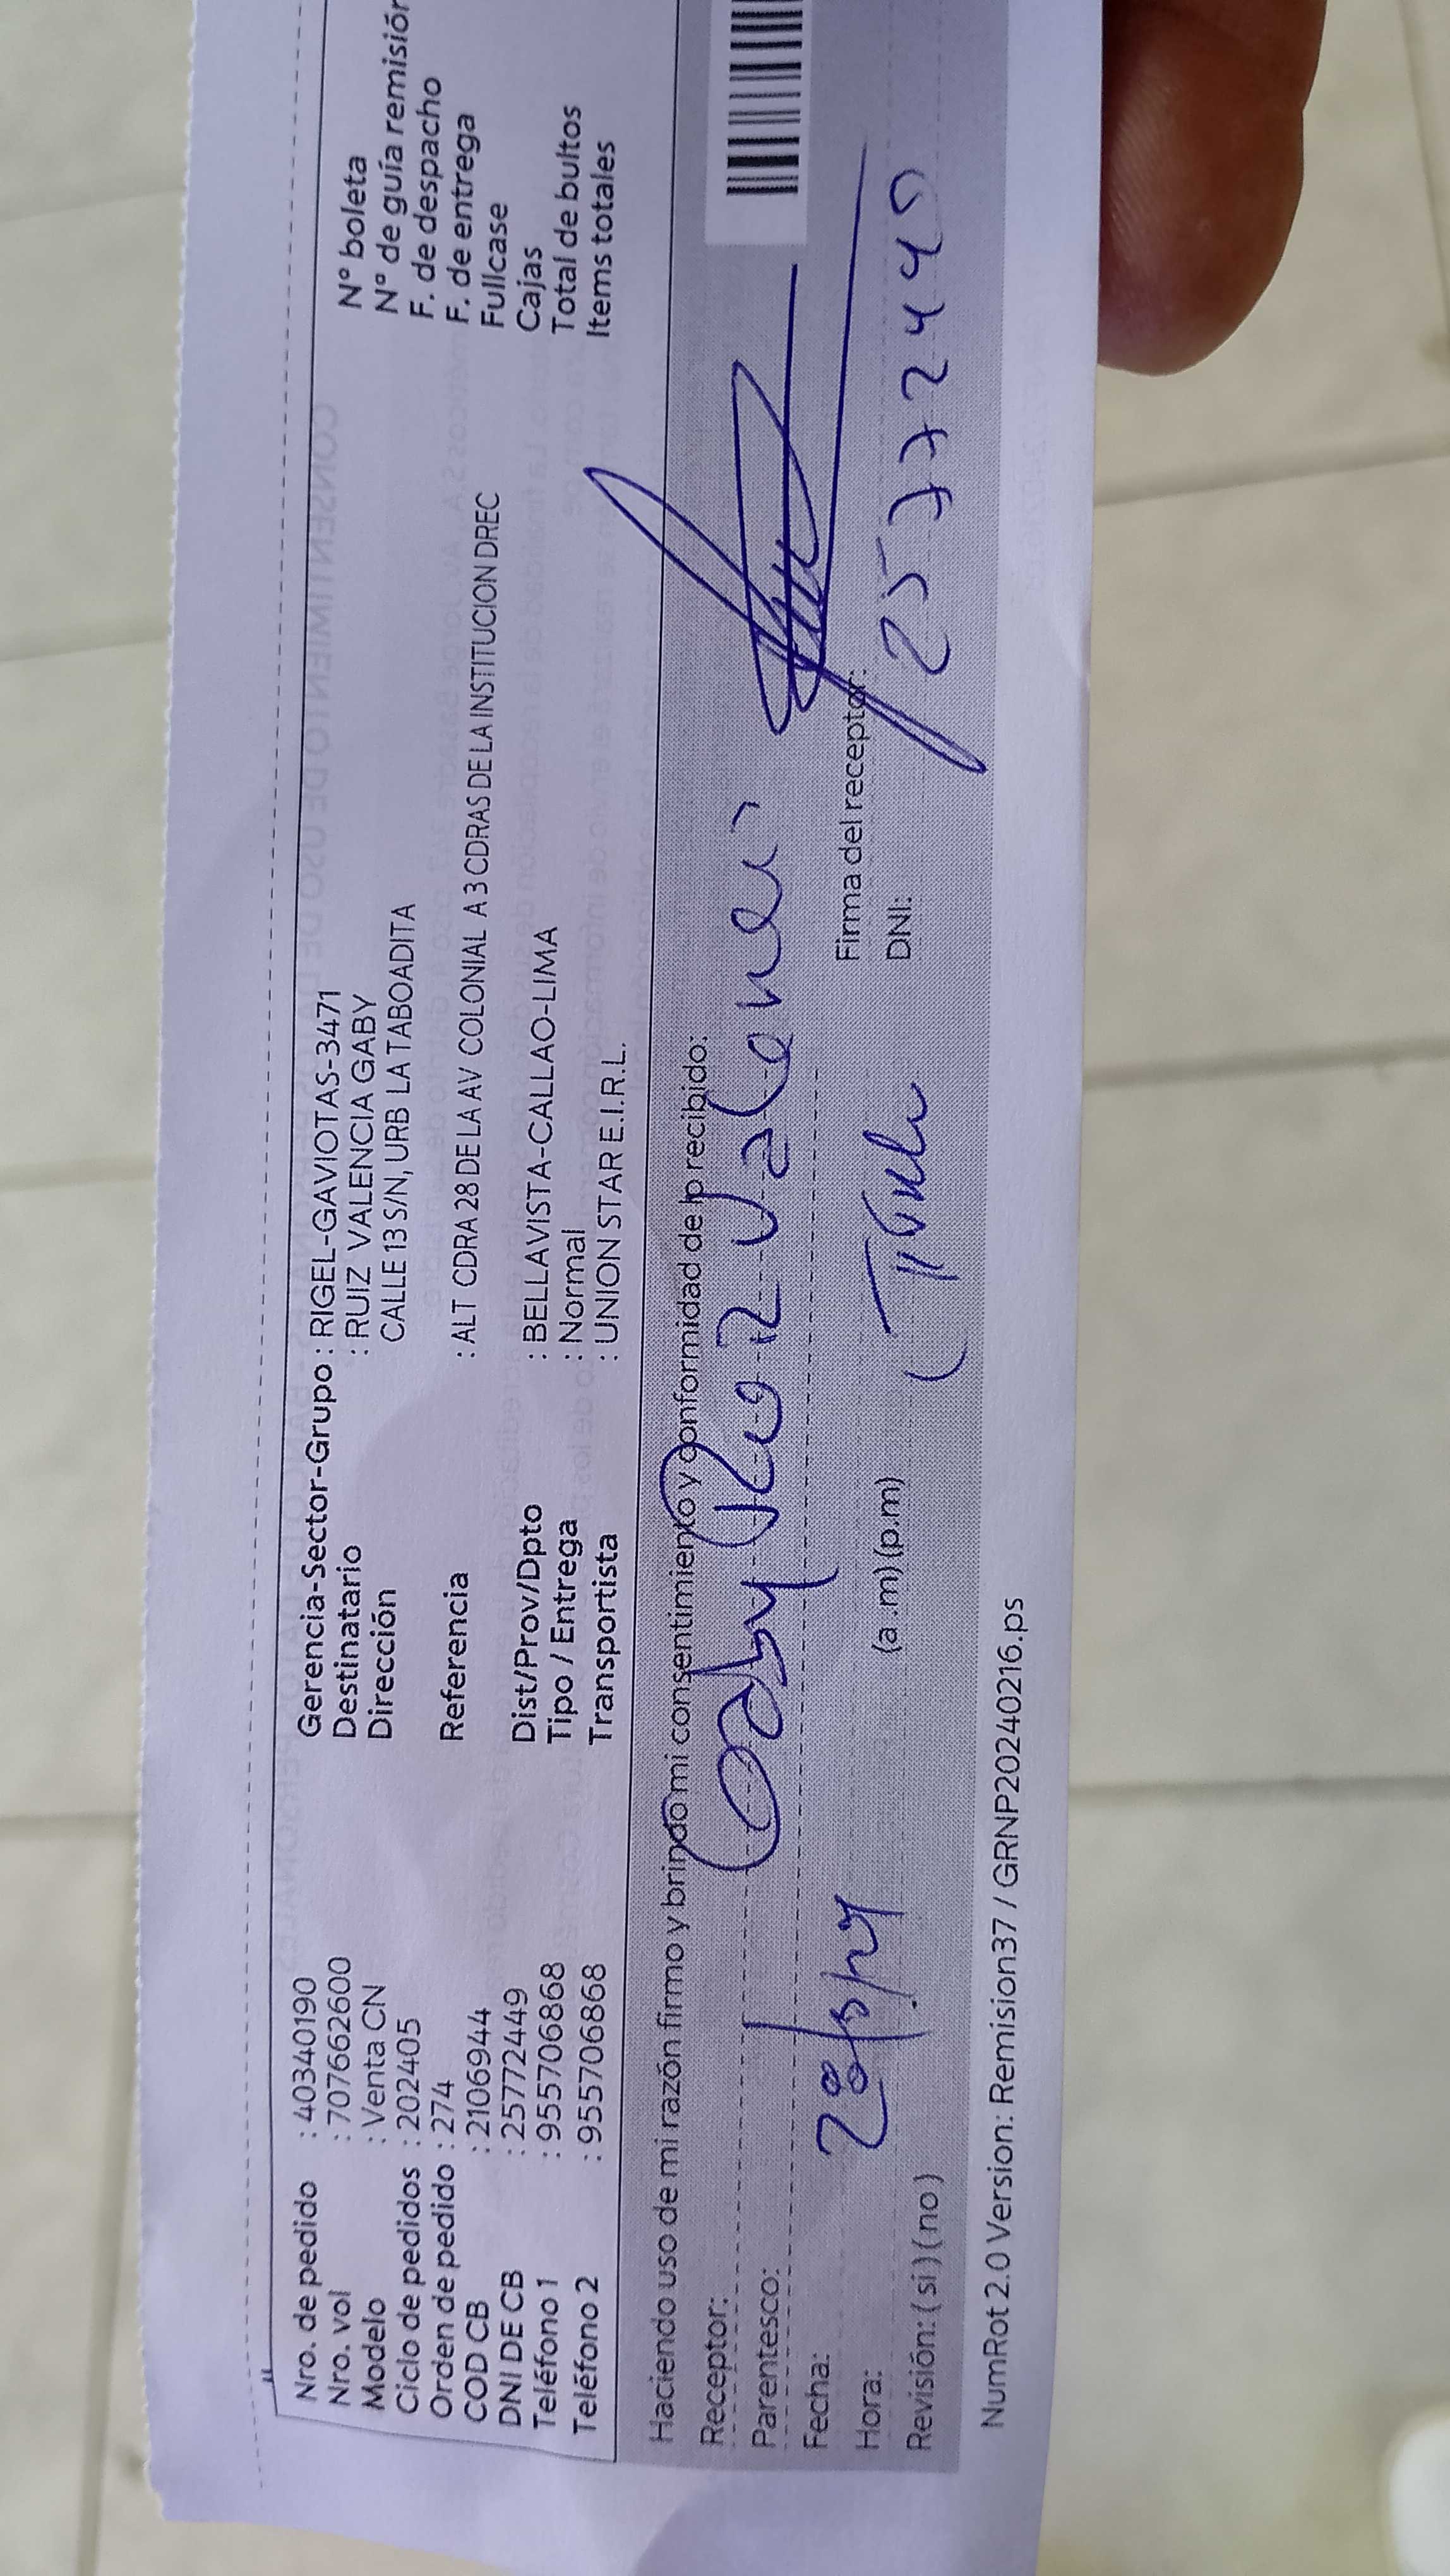 Nro. de pedido : 40340190
Nro. vol : 707662600
Modelo : Venta CN
Ciclo de pedidos : 202405
Orden de pedido : 274
COD CB : 2106944
DNI DE CB : 25772449
Teléfono 1 : 955706868
Teléfono 2 : 955706868
Gerencia-Sector-Grupo : RIGEL-GAVIOTAS-3471
Destinatario : RUIZ VALENCIA GABY
Dirección CALLE 13 S/N, URB LA TABOADITA
Referencia : ALT CDRA 28 DE LA AV COLONIAL A 3 CDRAS DE LA INSTITUCION DREC
Dist/Prov/Dpto : BELLAVISTA-CALLAO-LIMA
Tipo / Entrega : Normal
Transportista : UNION STAR E.I.R.L.
N° boleta
N° de guía remisión
F. de despacho
F. de entrega
Fullcase
Cajas
Total de bultos
Items totales
Haciendo uso de mi razón firmo y brindo mi consentimiento y conformidad de lo recibido:
Receptor: Gaby Ruiz Valencia
Parentesco:
Fecha:
Hora: (a.m) (p.m)
Revisión: ( si ) ( no )
Firma del receptor:
DNI: 25772449
NumRot 2.0 Version: Remision37 / GRNP20240216.ps